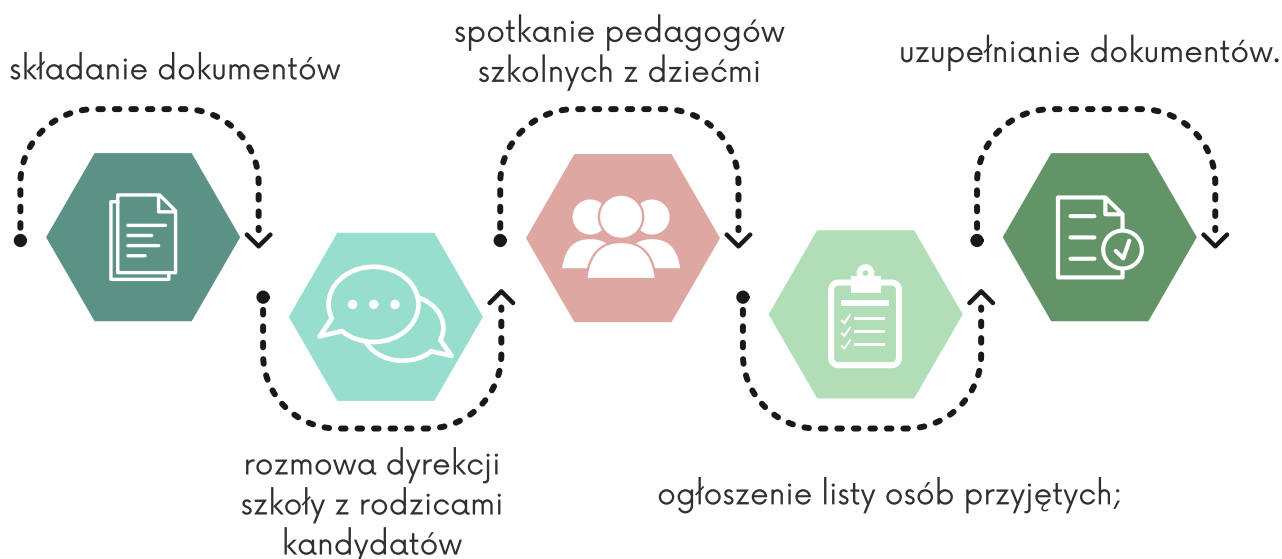 składanie dokumentów
rozmowa dyrekcji
szkoły z rodzicami
kandydatów
spotkanie pedagogów
szkolnych z dziećmi
ogłoszenie listy osób przyjętych;
uzupełnianie dokumentów.